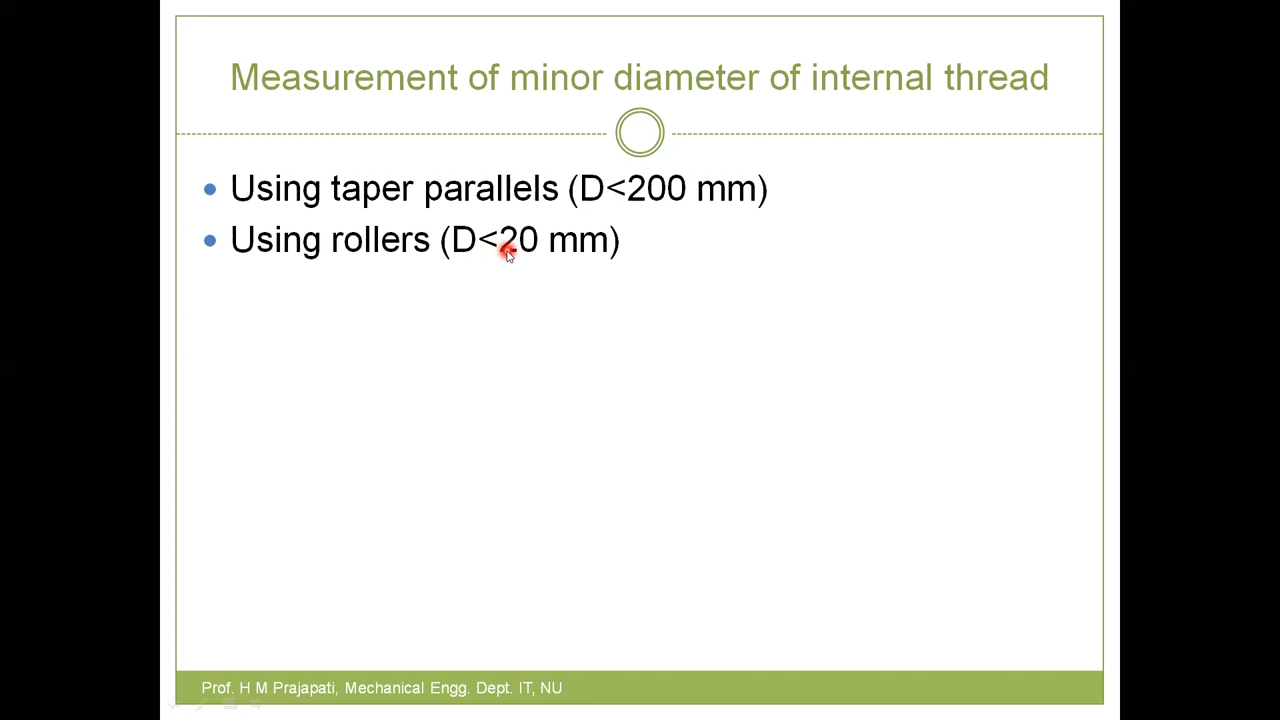 Measurement of minor diameter of internal thread
Using taper parallels (D<200 mm)
Using rollers (D<20 mm)
Prof. H M Prajapati, Mechanical Engg. Dept. IT, NU